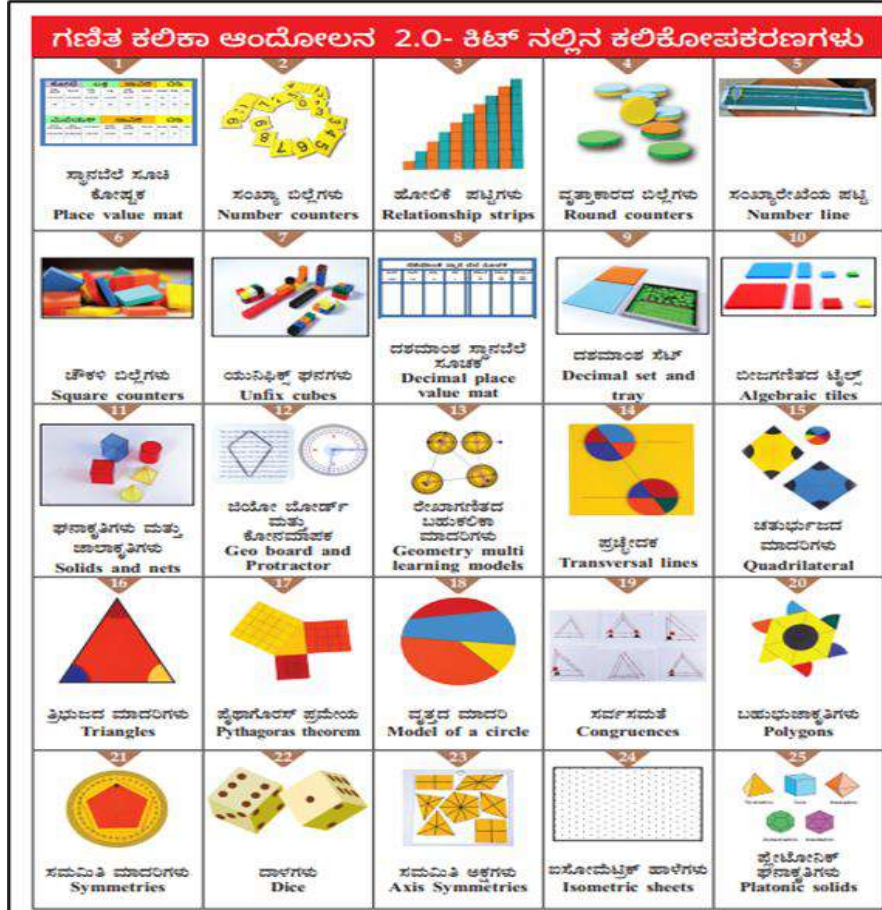 ಗಣಿತ ಕಲಿಕಾ ಆಂದೋಲನ 2.0- ಕಿಟ್ ನಲ್ಲಿನ ಕಲಿಕೋಪಕರಣಗಳು
1
ಸ್ಥಾನಬೆಲೆ ಸೂಚಿ
ಕೋಷ್ಟಕ
Place value mat
2
ಸಂಖ್ಯಾ ಬಿಲ್ಲೆಗಳು
Number counters
3
ಹೋಲಿಕೆ ಪಟ್ಟಿಗಳು
Relationship strips
4
ವೃತ್ತಾಕಾರದ ಬಿಲ್ಲೆಗಳು
Round counters
5
ಸಂಖ್ಯಾರೇಖೆಯ ಪಟ್ಟಿ
Number line
6
ಚೌಕಳಿ ಬಿಲ್ಲೆಗಳು
Square counters
7
ಯುನಿಫಿಕ್ಸ್ ಘನಗಳು
Unfix cubes
8
ದಶಮಾಂಶ ಸ್ಥಾನಬೆಲೆ
ಸೂಚಕ
Decimal place
value mat
9
ದಶಮಾಂಶ ಸೆಟ್
Decimal set and
tray
10
ಬೀಜಗಣಿತದ ಟೈಲ್ಸ್
Algebraic tiles
11
ಘನಾಕೃತಿಗಳು ಮತ್ತು
ಜಾಲಾಕೃತಿಗಳು
Solids and nets
12
ಜಿಯೋ ಬೋರ್ಡ್
ಮತ್ತು
ಕೋನಮಾಪಕ
Geo board and
Protractor
13
ರೇಖಾಗಣಿತದ
ಬಹುಕಲಿಕಾ
ಮಾದರಿಗಳು
Geometry multi
learning models
14
ಪ್ರಚ್ಛೇದಕ
Transversal lines
15
ಚತುರ್ಭುಜದ
ಮಾದರಿಗಳು
Quadrilateral
16
ತ್ರಿಭುಜದ ಮಾದರಿಗಳು
Triangles
17
ಪೈಥಾಗೊರಸ್ ಪ್ರಮೇಯ
Pythagoras theorem
18
ವೃತ್ತದ ಮಾದರಿ
Model of a circle
19
ಸರ್ವಸಮತೆ
Congruences
20
ಬಹುಭುಜಾಕೃತಿಗಳು
Polygons
21
ಸಮಮಿತಿ ಮಾದರಿಗಳು
Symmetries
22
ದಾಳಗಳು
Dice
23
ಸಮಮಿತಿ ಅಕ್ಷಗಳು
Axis Symmetries
24
ಐಸೋಮೆಟ್ರಿಕ್ ಹಾಳೆಗಳು
Isometric sheets
25
ಪ್ಲೇಟೋನಿಕ್
ಘನಾಕೃತಿಗಳು
Platonic solids